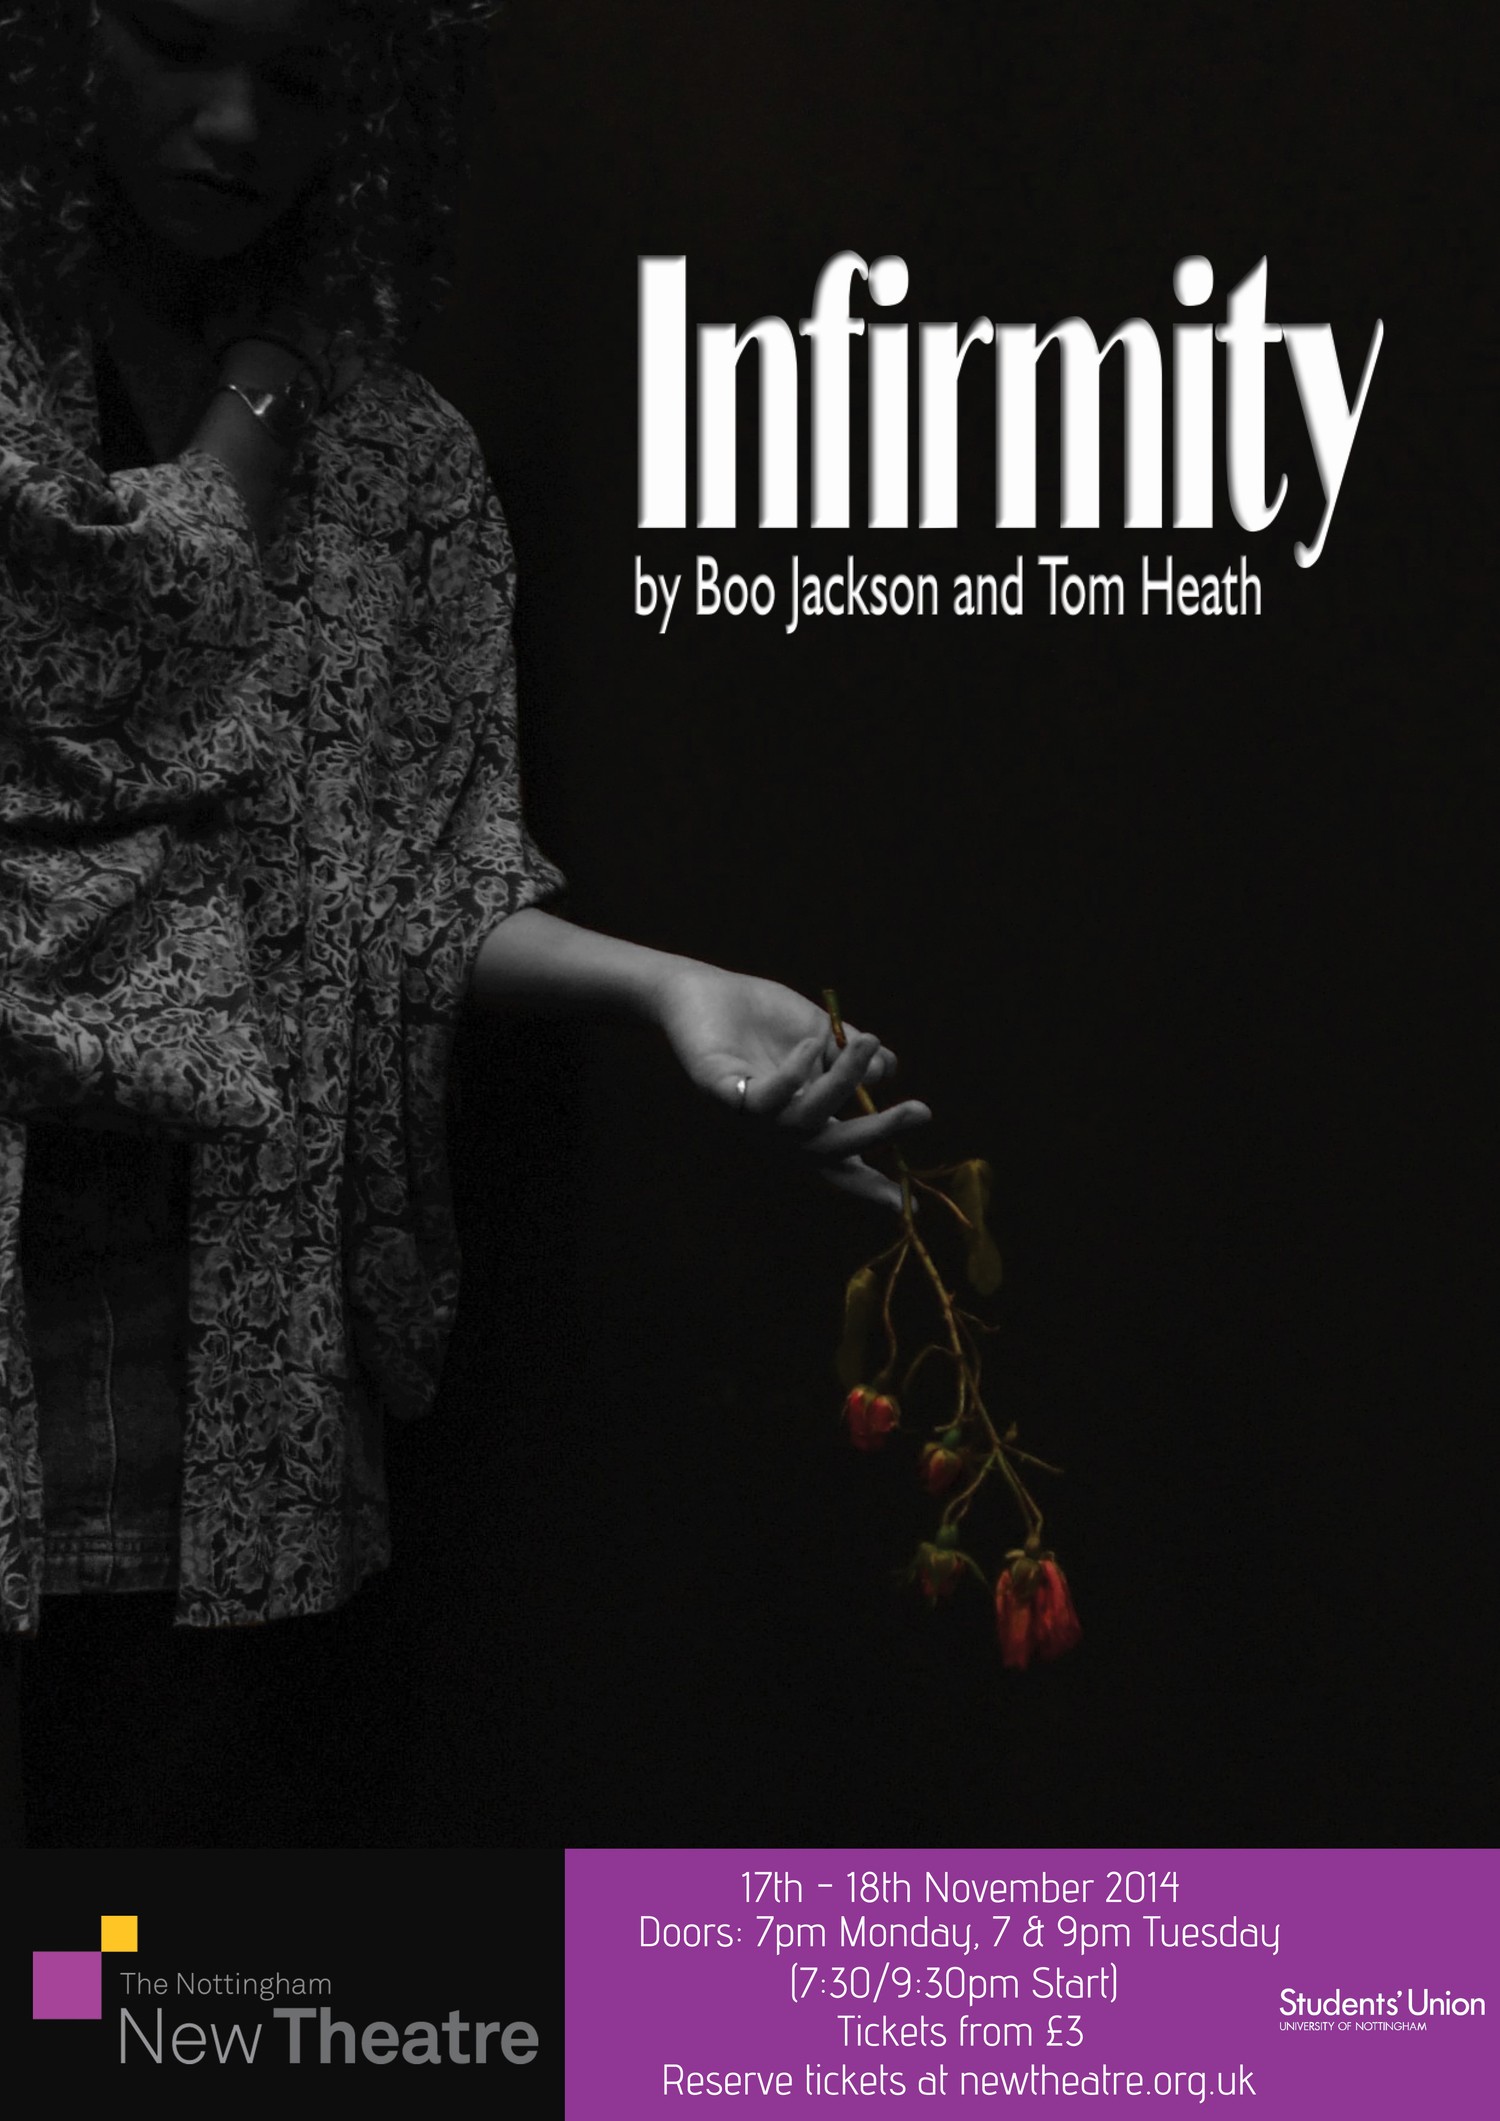 Infirmity
by Boo Jackson and Tom Heath
The Nottingham
New Theatre
17th - 18th November 2014
Doors: 7pm Monday, 7 & 9pm Tuesday
(7:30/9:30pm Start)
Tickets from £3
Reserve tickets at newtheatre.org.uk
Students' Union
UNIVERSITY OF NOTTINGHAM